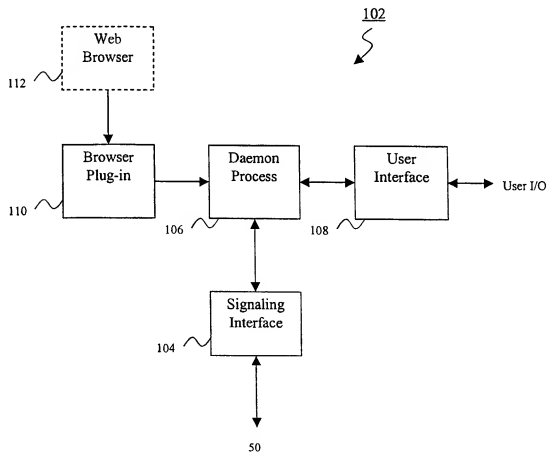 102
Web
Browser
112
Browser
Plug-in
110
Daemon
Process
106
User
Interface
108
User I/O
Signaling
Interface
104
50